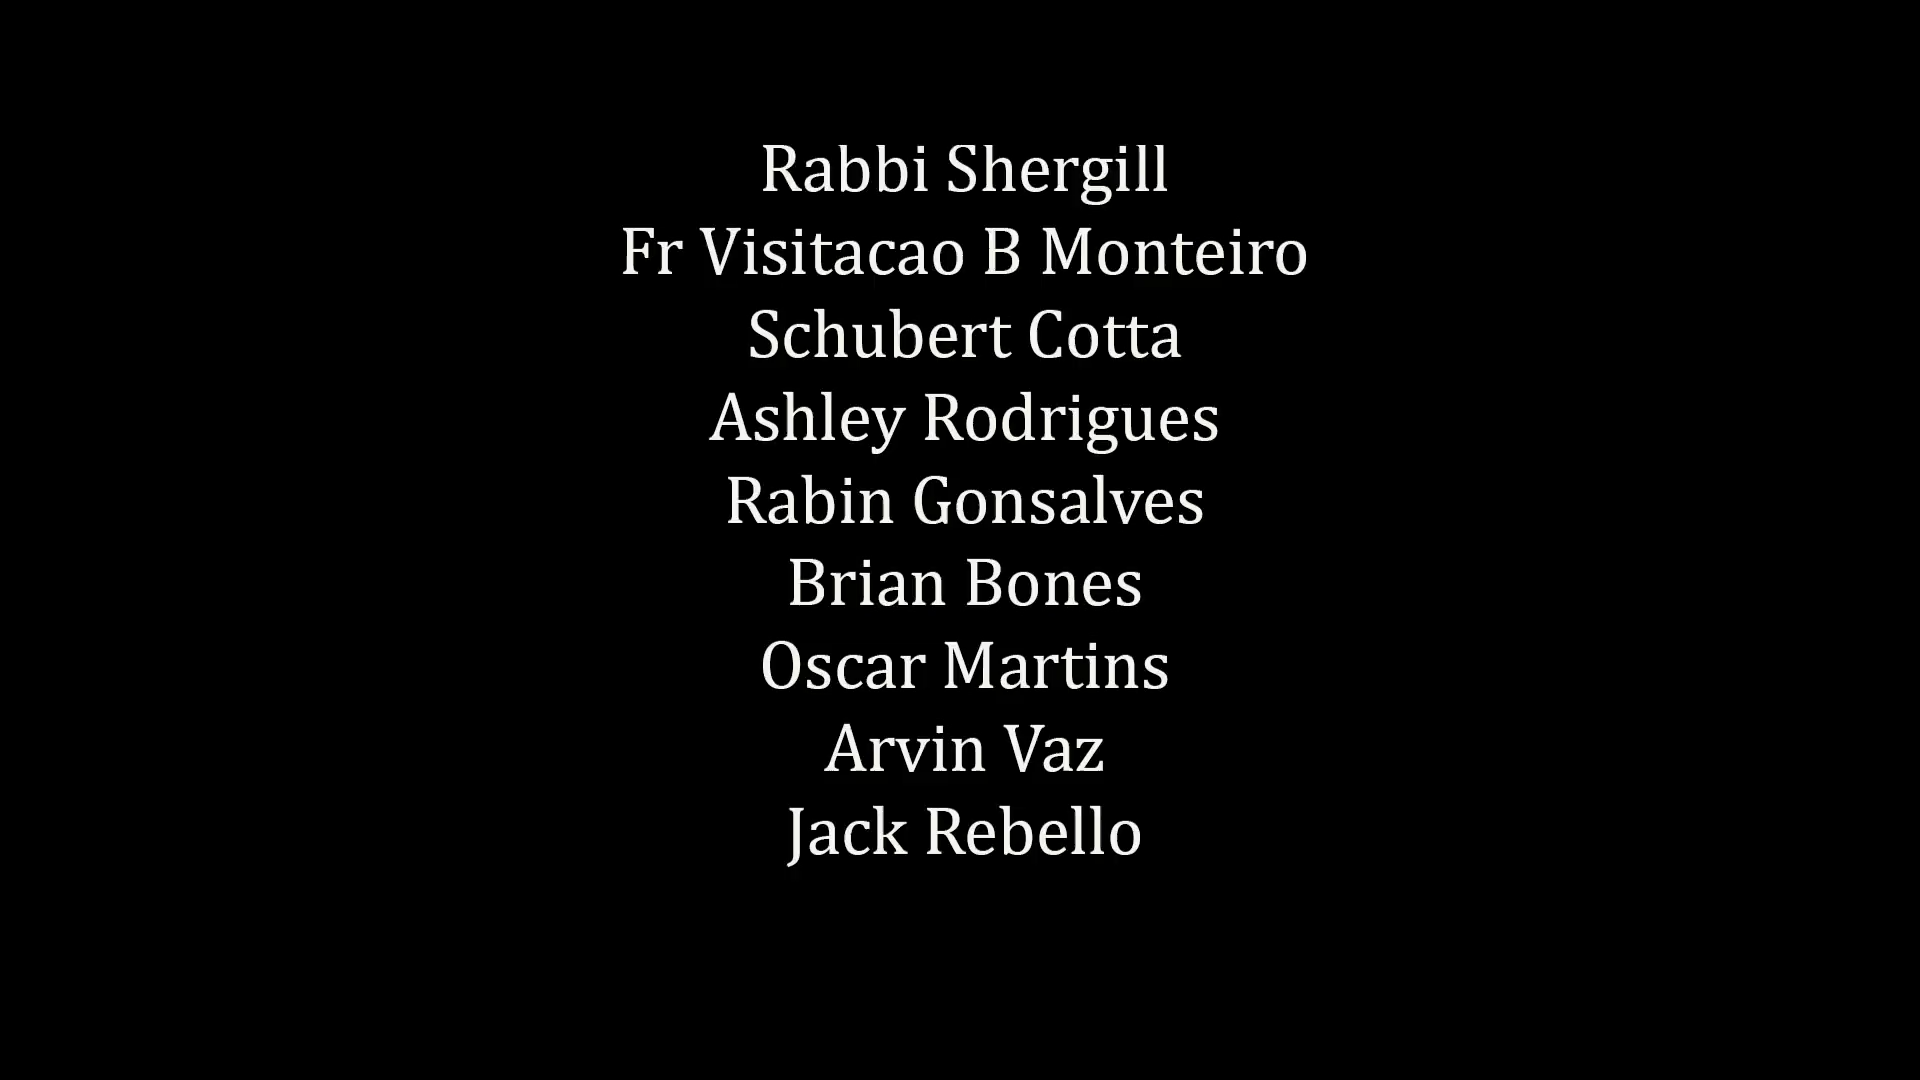 Rabbi Shergill
Fr Visitacao B Monteiro
Schubert Cotta
Ashley Rodrigues
Rabin Gonsalves
Brian Bones
Oscar Martins
Arvin Vaz
Jack Rebello